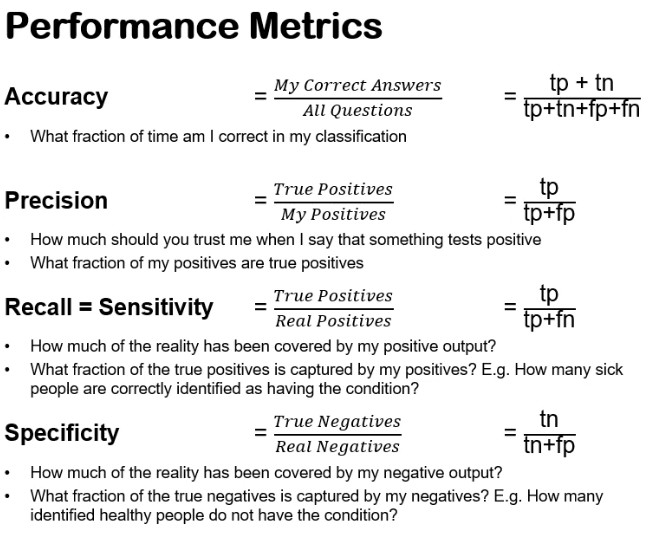 Performance Metrics
Accuracy = My Correct Answers / All Questions = tp + tn / tp+tn+fp+fn
• What fraction of time am I correct in my classification
Precision = True Positives / My Positives = tp / tp+fp
• How much should you trust me when I say that something tests positive
• What fraction of my positives are true positives
Recall = Sensitivity = True Positives / Real Positives = tp / tp+fn
• How much of the reality has been covered by my positive output?
• What fraction of the true positives is captured by my positives? E.g. How many sick
people are correctly identified as having the condition?
Specificity = True Negatives / Real Negatives = tn / tn+fp
• How much of the reality has been covered by my negative output?
• What fraction of the true negatives is captured by my negatives? E.g. How many
identified healthy people do not have the condition?